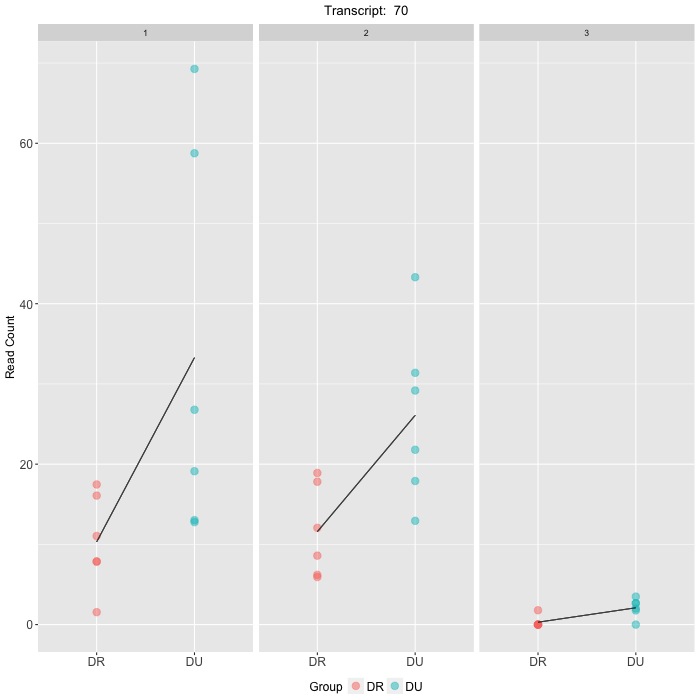 Transcript:  70
1 2 3
60
40
20
0
Read Count
DR DU DR DU DR DU
Group DR DU